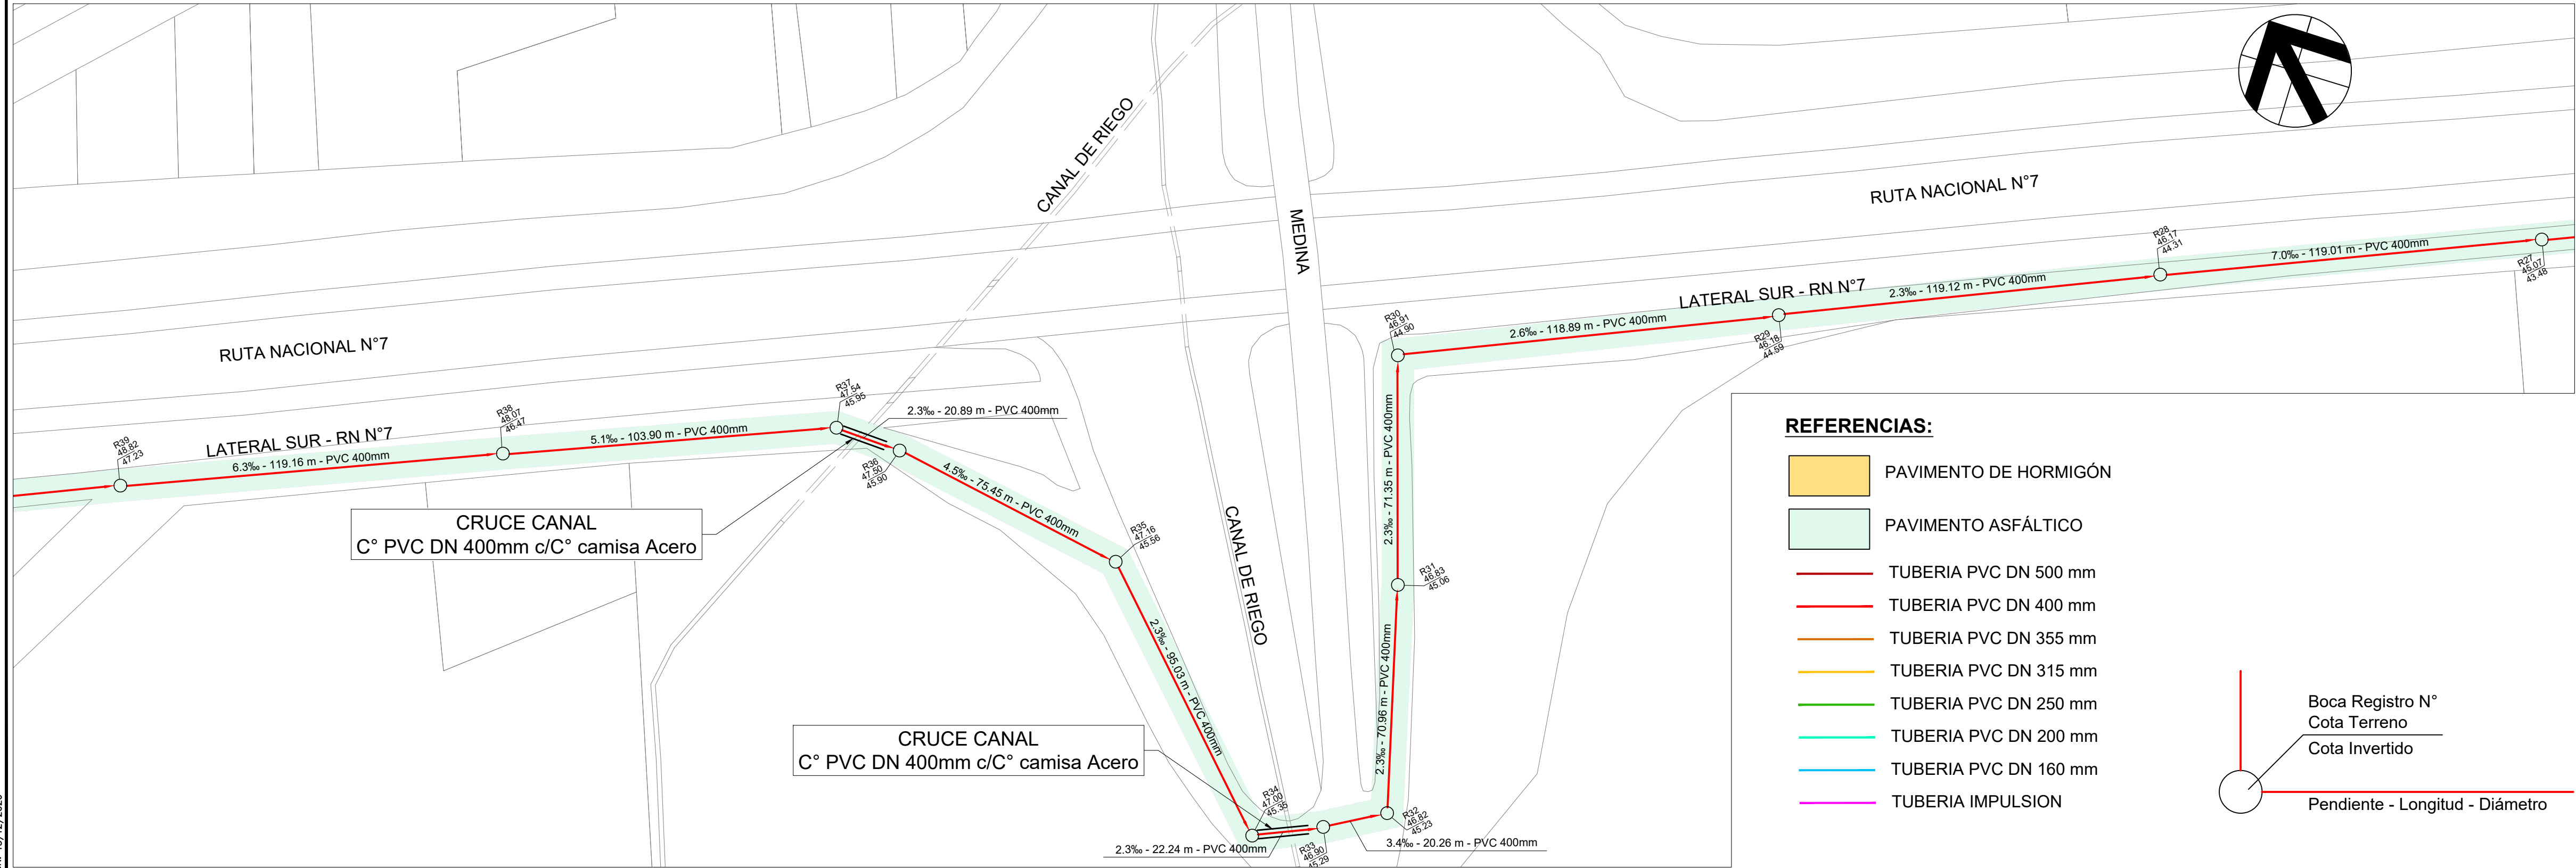 CANAL DE RIEGO
MEDINA
RUTA NACIONAL N°7
R28
46.17
44.31
7.0‰ - 119.01 m - PVC 400mm
R27
45.07
43.48
LATERAL SUR - RN N°7
2.3‰ - 119.12 m - PVC 400mm
R30
46.91
44.90
2.6‰ - 118.89 m - PVC 400mm
R29
46.18
44.59
RUTA NACIONAL N°7
R37
47.54
45.95
2.3‰ - 20.89 m - PVC 400mm
R38
48.07
46.47
5.1‰ - 103.90 m - PVC 400mm
R39
48.82
47.23
LATERAL SUR - RN N°7
6.3‰ - 119.16 m - PVC 400mm
R36
47.50
45.90
4.5‰ - 75.45 m - PVC 400mm
2.3‰ - 71.35 m - PVC 400mm
CRUCE CANAL
C° PVC DN 400mm c/C° camisa Acero
R35
47.16
45.56
CANAL DE RIEGO
R31
46.83
45.06
2.3‰ - 95.03 m - PVC 400mm
2.3‰ - 70.96 m - PVC 400mm
CRUCE CANAL
C° PVC DN 400mm c/C° camisa Acero
R34
47.00
45.35
R32
46.82
45.23
2.3‰ - 22.24 m - PVC 400mm
R33
46.90
45.29
3.4‰ - 20.26 m - PVC 400mm
REFERENCIAS:
PAVIMENTO DE HORMIGÓN
PAVIMENTO ASFÁLTICO
TUBERIA PVC DN 500 mm
TUBERIA PVC DN 400 mm
TUBERIA PVC DN 355 mm
TUBERIA PVC DN 315 mm
TUBERIA PVC DN 250 mm
TUBERIA PVC DN 200 mm
TUBERIA PVC DN 160 mm
TUBERIA IMPULSION
Boca Registro N°
Cota Terreno
Cota Invertido
Pendiente - Longitud - Diámetro